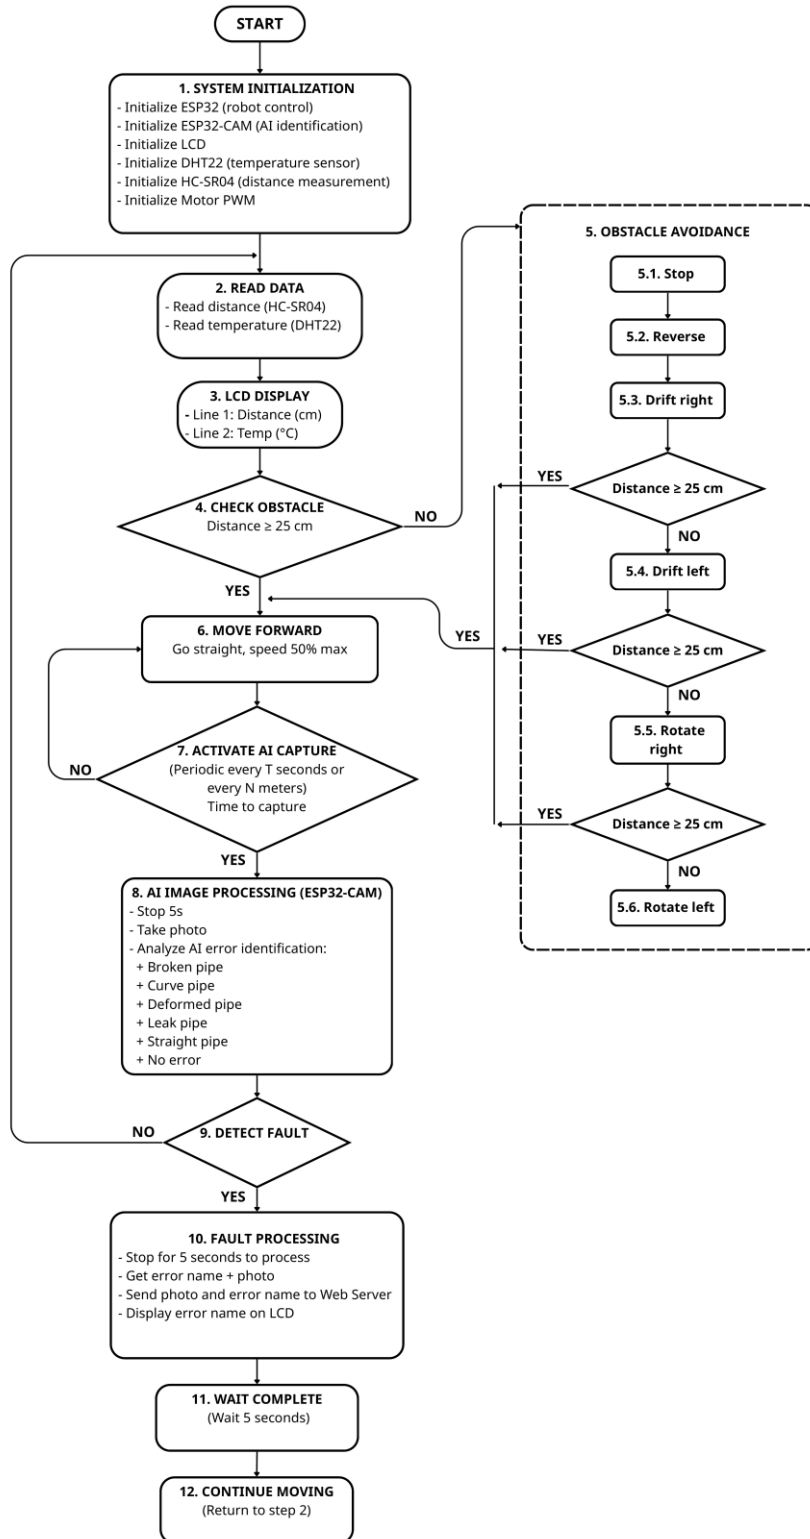 START
1. SYSTEM INITIALIZATION
- Initialize ESP32 (robot control)
- Initialize ESP32-CAM (AI identification)
- Initialize LCD
- Initialize DHT22 (temperature sensor)
- Initialize HC-SR04 (distance measurement)
- Initialize Motor PWM
2. READ DATA
- Read distance (HC-SR04)
- Read temperature (DHT22)
3. LCD DISPLAY
- Line 1: Distance (cm)
- Line 2: Temp (°C)
4. CHECK OBSTACLE
Distance ≥ 25 cm
NO
YES
5. OBSTACLE AVOIDANCE
5.1. Stop
5.2. Reverse
5.3. Drift right
YES
Distance ≥ 25 cm
NO
5.4. Drift left
YES
YES
Distance ≥ 25 cm
NO
5.5. Rotate
right
YES
Distance ≥ 25 cm
NO
5.6. Rotate left
6. MOVE FORWARD
Go straight, speed 50% max
7. ACTIVATE AI CAPTURE
(Periodic every T seconds or
every N meters)
Time to capture
NO
YES
8. AI IMAGE PROCESSING (ESP32-CAM)
- Stop 5s
- Take photo
- Analyze AI error identification:
+ Broken pipe
+ Curve pipe
+ Deformed pipe
+ Leak pipe
+ Straight pipe
+ No error
9. DETECT FAULT
NO
YES
10. FAULT PROCESSING
- Stop for 5 seconds to process
- Get error name + photo
- Send photo and error name to Web Server
- Display error name on LCD
11. WAIT COMPLETE
(Wait 5 seconds)
12. CONTINUE MOVING
(Return to step 2)